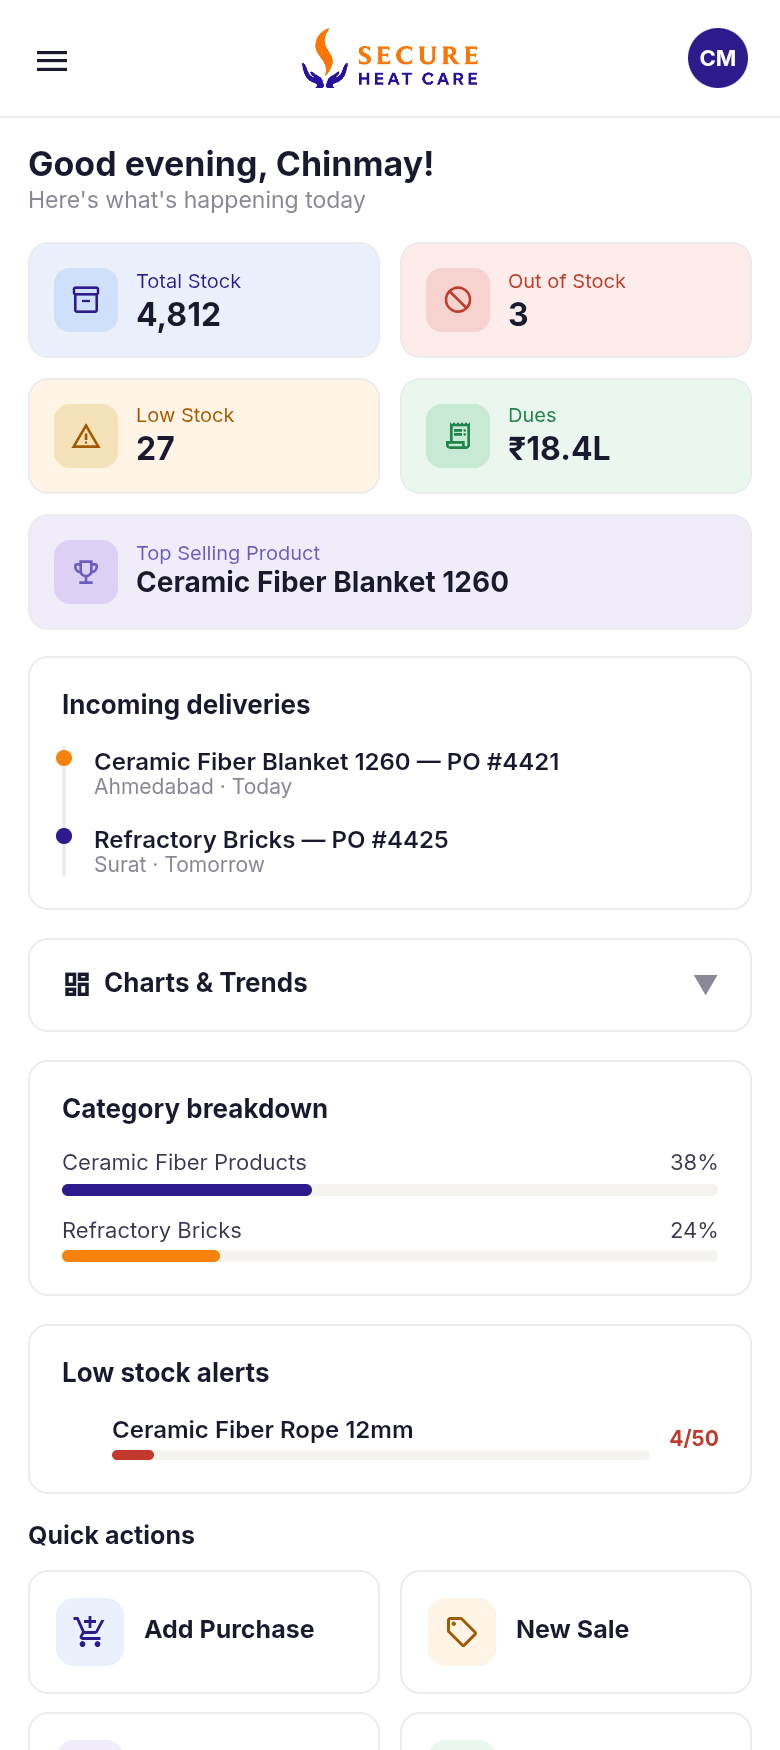 SECURE
HEAT CARE
CM
Good evening, Chinmay!
Here's what's happening today
Total Stock
4,812
Out of Stock
3
Low Stock
27
Dues
₹18.4L
Top Selling Product
Ceramic Fiber Blanket 1260
Incoming deliveries
Ceramic Fiber Blanket 1260 — PO #4421
Ahmedabad · Today
Refractory Bricks — PO #4425
Surat · Tomorrow
Charts & Trends
Category breakdown
Ceramic Fiber Products 38%
Refractory Bricks 24%
Low stock alerts
Ceramic Fiber Rope 12mm
4/50
Quick actions
Add Purchase
New Sale